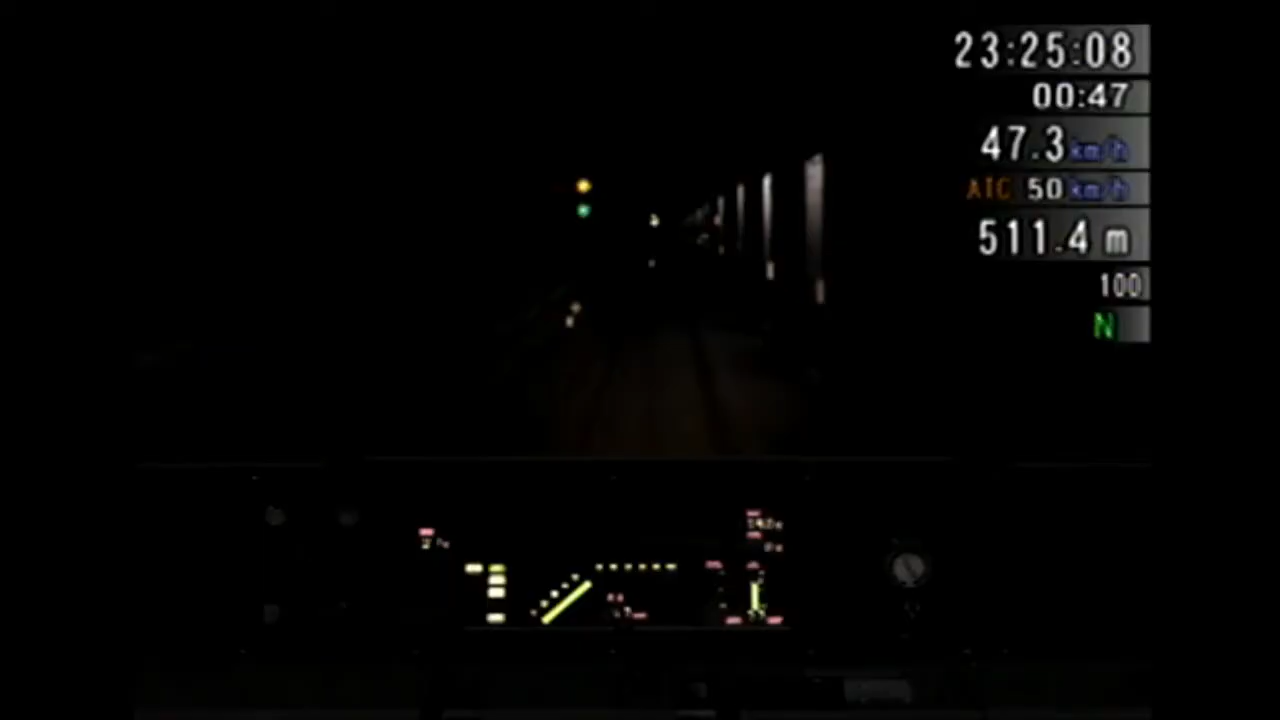 23:25:08
00:47
47.3 km/h
ATC 50 km/h
511.4 m
100
N